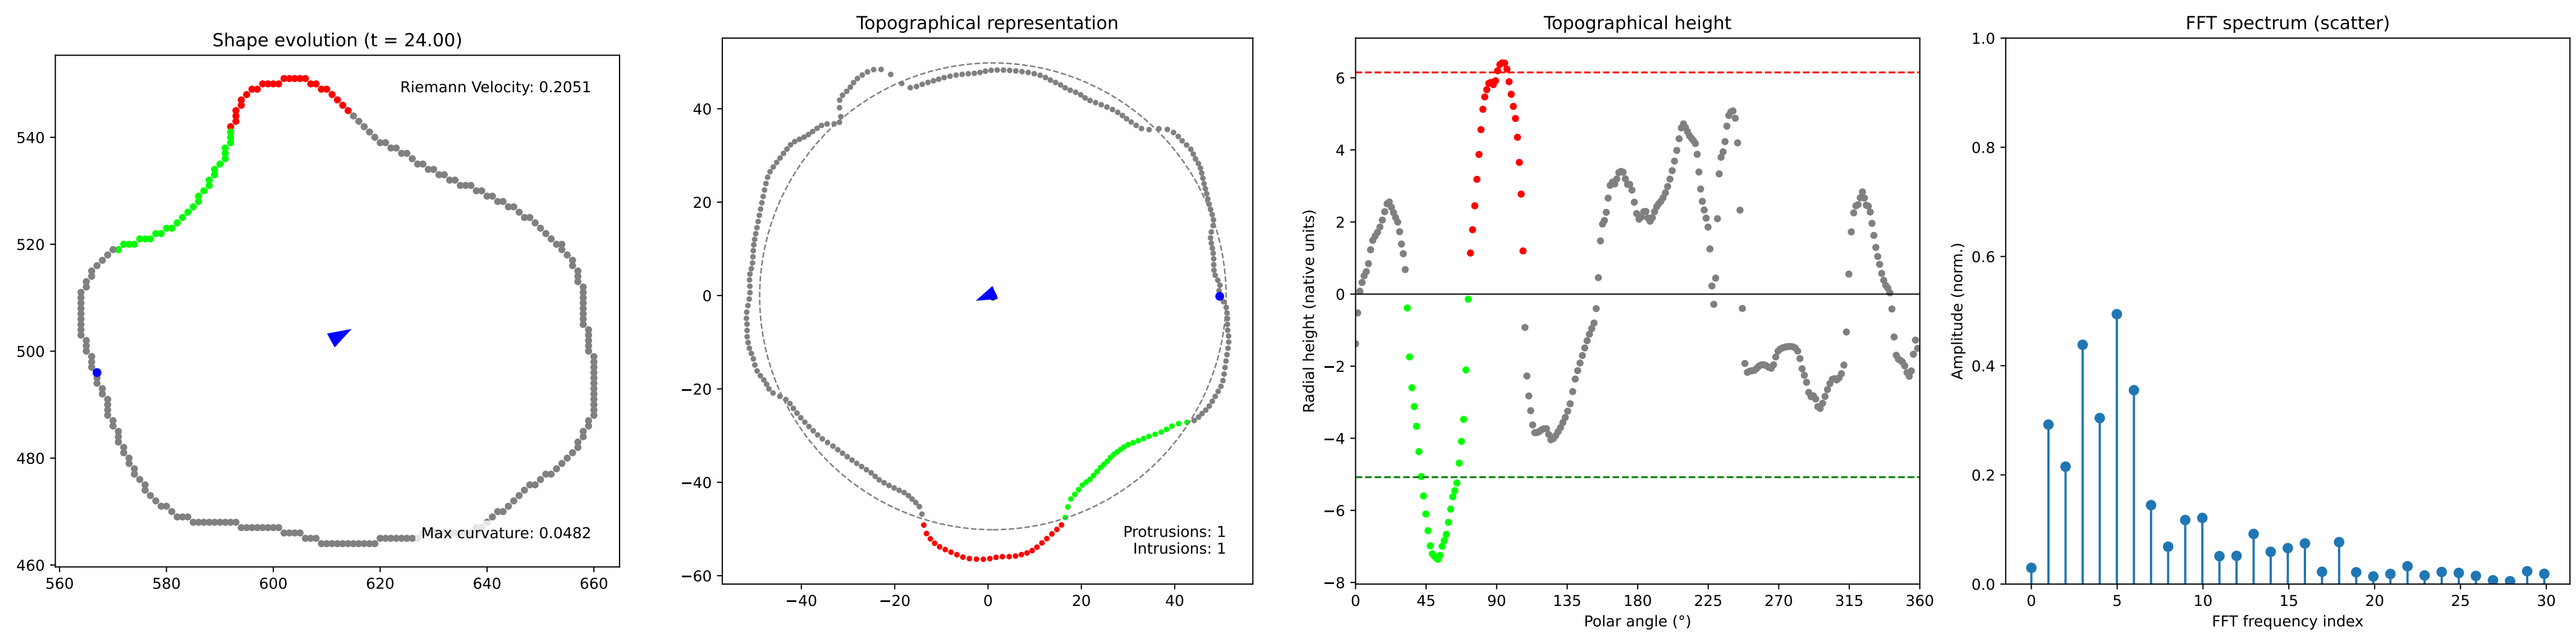 Shape evolution (t = 24.00)
Riemann Velocity: 0.2051
Max curvature: 0.0482
540
520
500
480
460
560 580 600 620 640 660
Topographical representation
40
20
0
−20
−40
−60
−40 −20 0 20 40
Protrusions: 1
Intrusions: 1
Topographical height
Radial height (native units)
6
4
2
0
−2
−4
−6
−8
0 45 90 135 180 225 270 315 360
Polar angle (°)
FFT spectrum (scatter)
Amplitude (norm.)
1.0
0.8
0.6
0.4
0.2
0.0
0 5 10 15 20 25 30
FFT frequency index